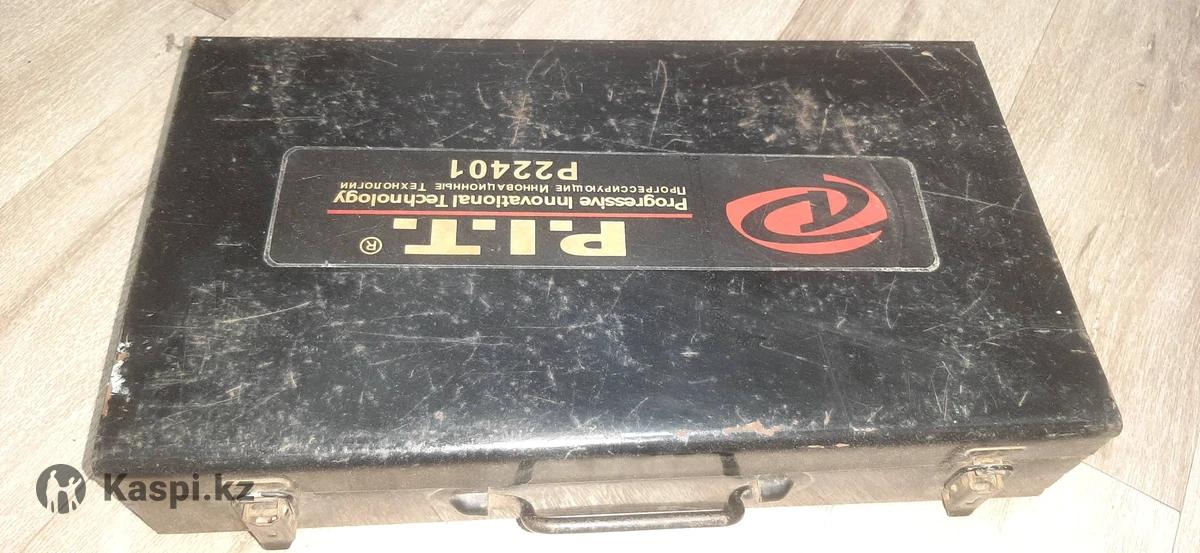 P.I.T.®
Progressive Innovational Technology
Прогрессирующие Инновационные Технологии
P22401
Kaspi.kz